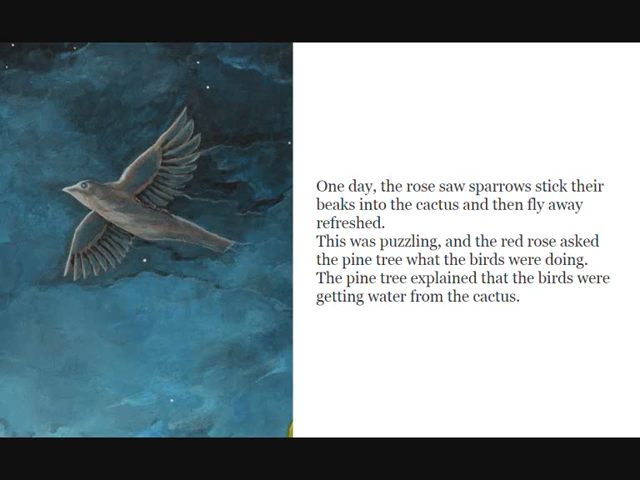 One day, the rose saw sparrows stick their
beaks into the cactus and then fly away
refreshed.
This was puzzling, and the red rose asked
the pine tree what the birds were doing.
The pine tree explained that the birds were
getting water from the cactus.